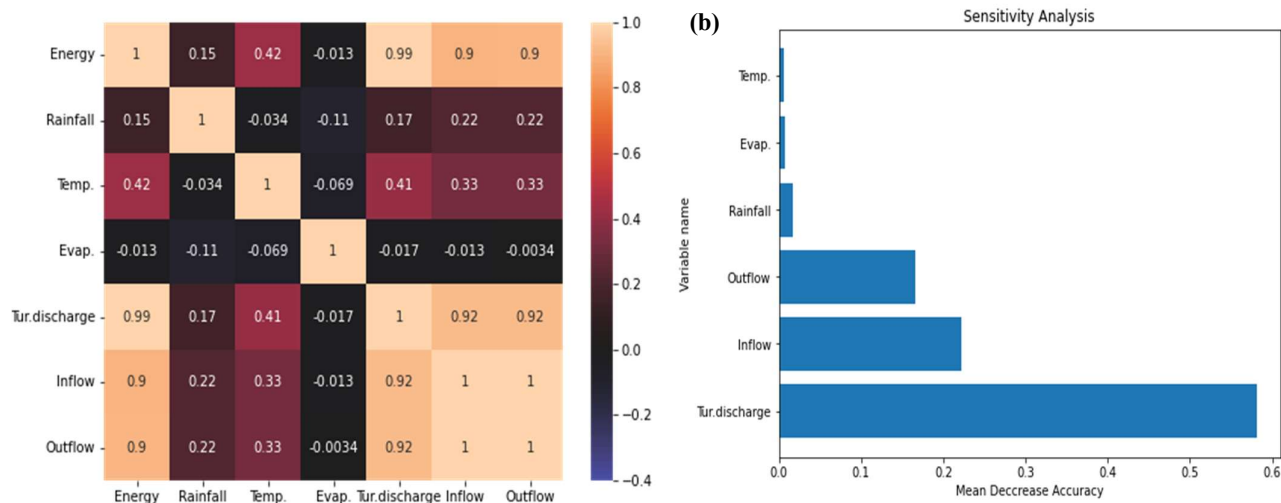 Energy 1 0.15 0.42 -0.013 0.99 0.9 0.9
Rainfall 0.15 1 -0.034 -0.11 0.17 0.22 0.22
Temp. 0.42 -0.034 1 -0.069 0.41 0.33 0.33
Evap. -0.013 -0.11 -0.069 1 -0.017 -0.013 -0.0034
Tur.discharge 0.99 0.17 0.41 -0.017 1 0.92 0.92
Inflow 0.9 0.22 0.33 -0.013 0.92 1 1
Outflow 0.9 0.22 0.33 -0.0034 0.92 1 1
Energy Rainfall Temp. Evap. Tur.discharge Inflow Outflow
1.0
0.8
0.6
0.4
0.2
0.0
−0.2
−0.4
(b)
Sensitivity Analysis
Variable name
Temp.
Evap.
Rainfall
Outflow
Inflow
Tur.discharge
0.0 0.1 0.2 0.3 0.4 0.5 0.6
Mean Deccrease Accuracy